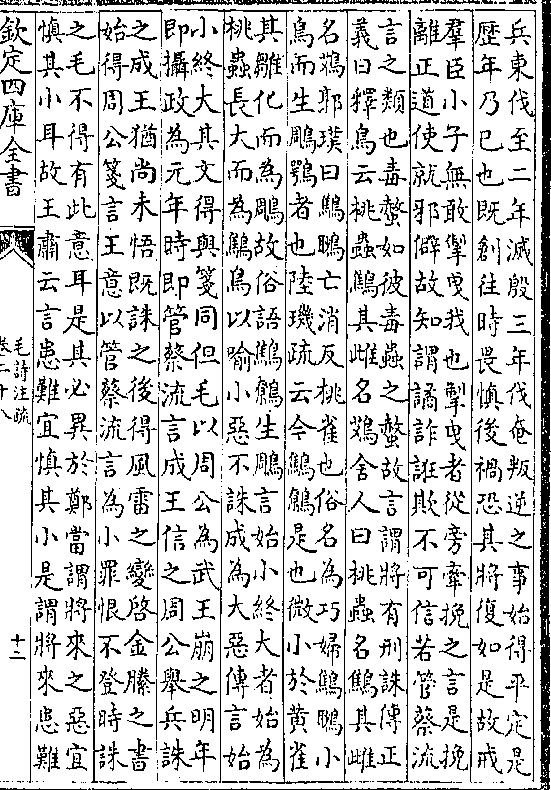 兵東伐至二年滅殷三年伐奄叛逆之事始得平定是
歷年乃已也既創往時畏慎後禍恐其將復如是故戒
羣臣小子無敢掣曳我也掣曳者從旁牽挽之言是挽
離正道使就邪僻故知謂譎詐誑欺不可信若管蔡流
言之類也毒螫如彼毒蟲之螫故言謂將有刑誅傳正
義曰釋鳥云桃蟲鷦其雌名鴱舍人曰桃蟲名鷦其雌
名鴱郭璞曰鷦䳟亡消反桃雀也俗名為巧婦鷦䳟小
鳥而生鵰鶚者也陸璣疏云今鷦鷯是也微小於黃雀
其雛化而為鵰故俗語鷦鷯生鵰言始小終大者始為
桃蟲長大而為鷦鳥以喻小惡不誅成為大惡傳言始
小終大其文得與箋同但毛以周公為武王崩之明年
即攝政為元年時即管蔡流言成王信之周公舉兵誅
之成王猶尚未悟既誅之後得風雷之變啓金縢之書
始得周公箋言王意以管蔡流言為小罪恨不登時誅
之毛不得有此意耳是其必異於鄭當謂將來之惡宜
慎其小耳故王肅云言患難宜慎其小是謂將來患難
欽定四庫全書
毛詩注疏
卷二十八
十二